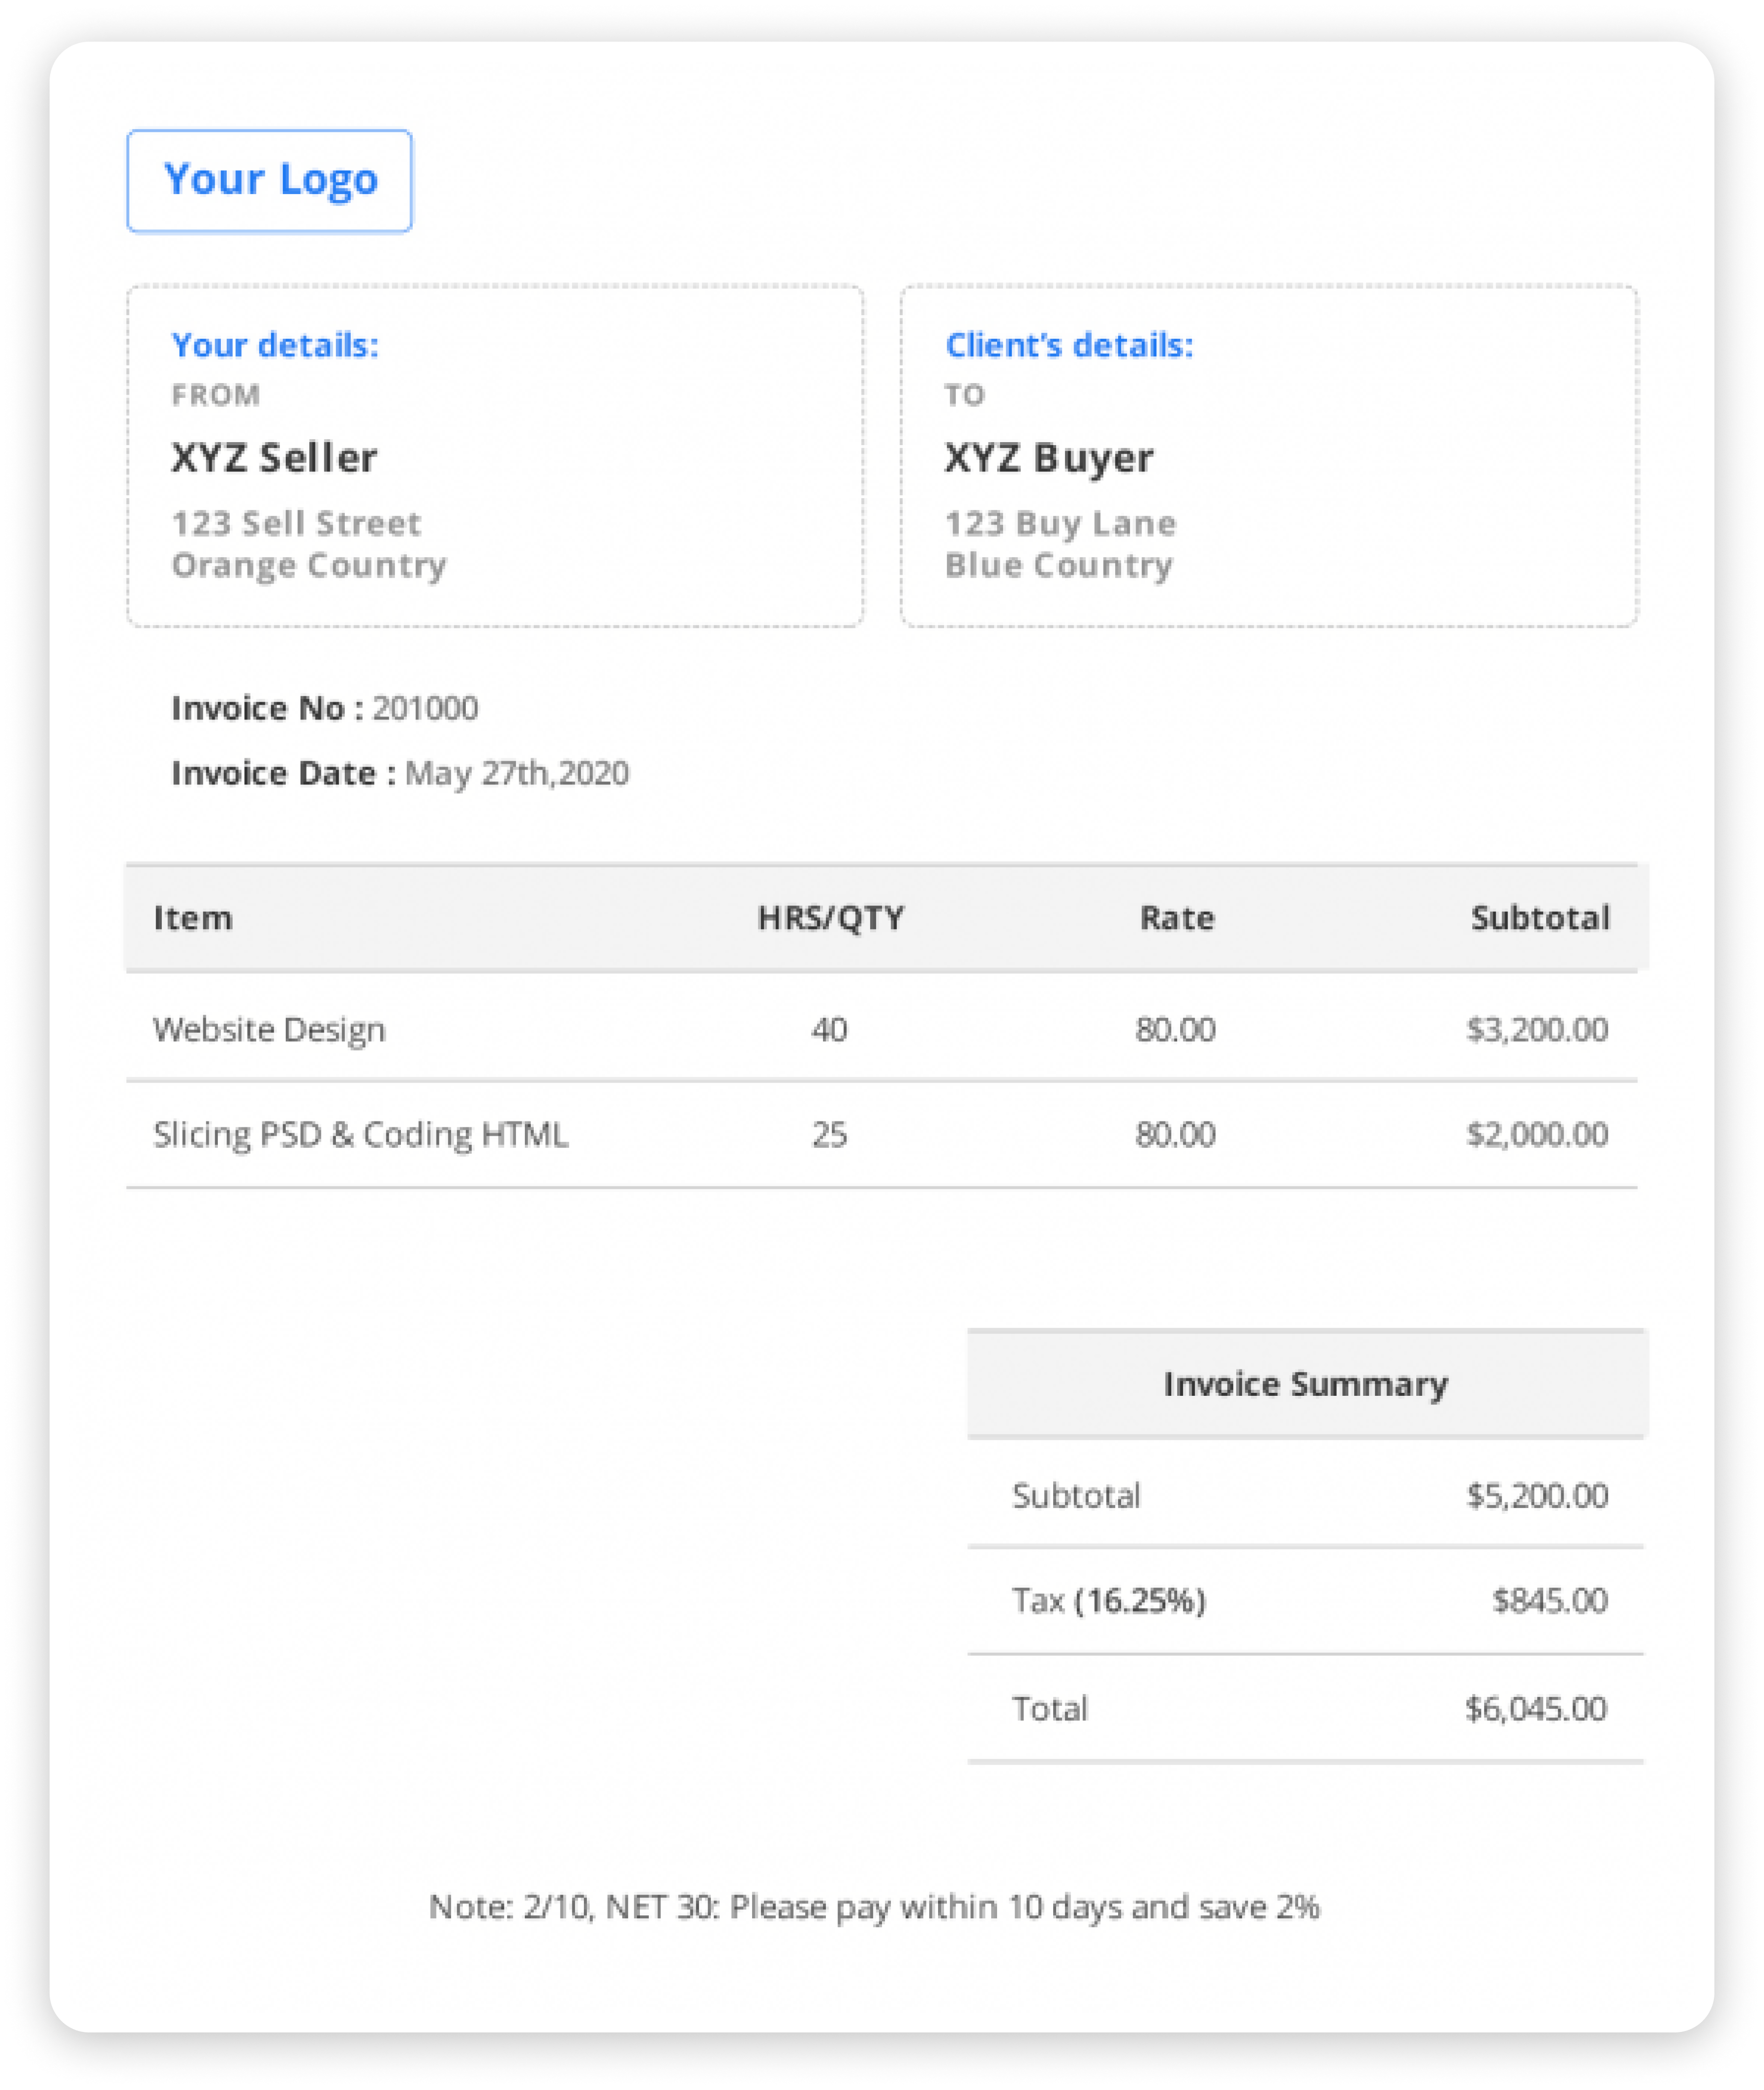 Your Logo
Your details:
FROM
XYZ Seller
123 Sell Street
Orange Country
Client's details:
TO
XYZ Buyer
123 Buy Lane
Blue Country
Invoice No : 201000
Invoice Date : May 27th,2020
Item HRS/QTY Rate Subtotal
Website Design 40 80.00 $3,200.00
Slicing PSD & Coding HTML 25 80.00 $2,000.00
Invoice Summary
Subtotal $5,200.00
Tax (16.25%) $845.00
Total $6,045.00
Note: 2/10, NET 30: Please pay within 10 days and save 2%